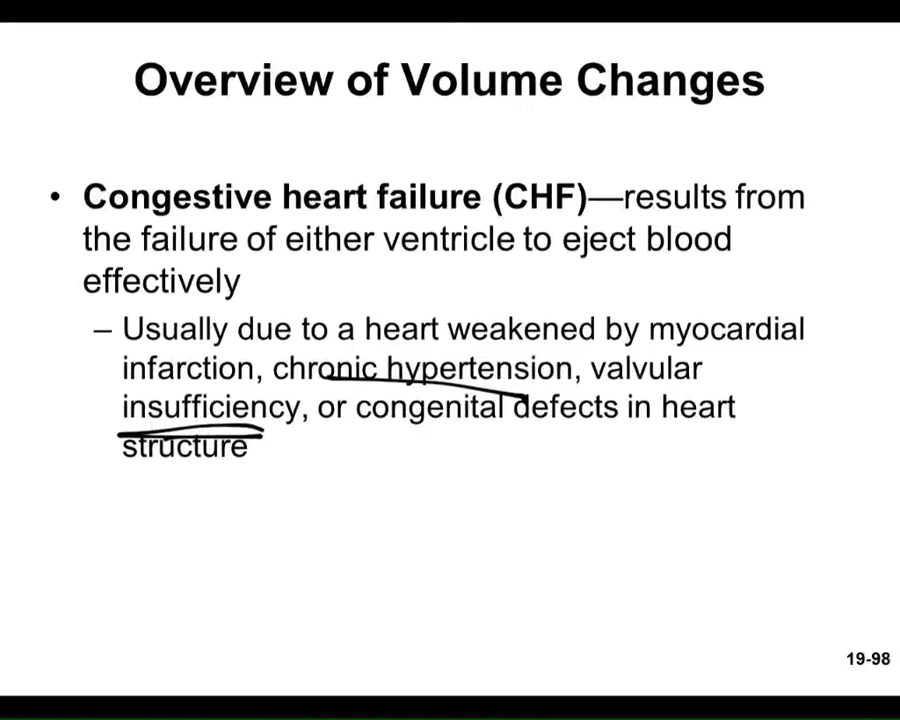 Overview of Volume Changes
• Congestive heart failure (CHF)—results from
the failure of either ventricle to eject blood
effectively
– Usually due to a heart weakened by myocardial
infarction, chronic hypertension, valvular
insufficiency, or congenital defects in heart
structure
19-98